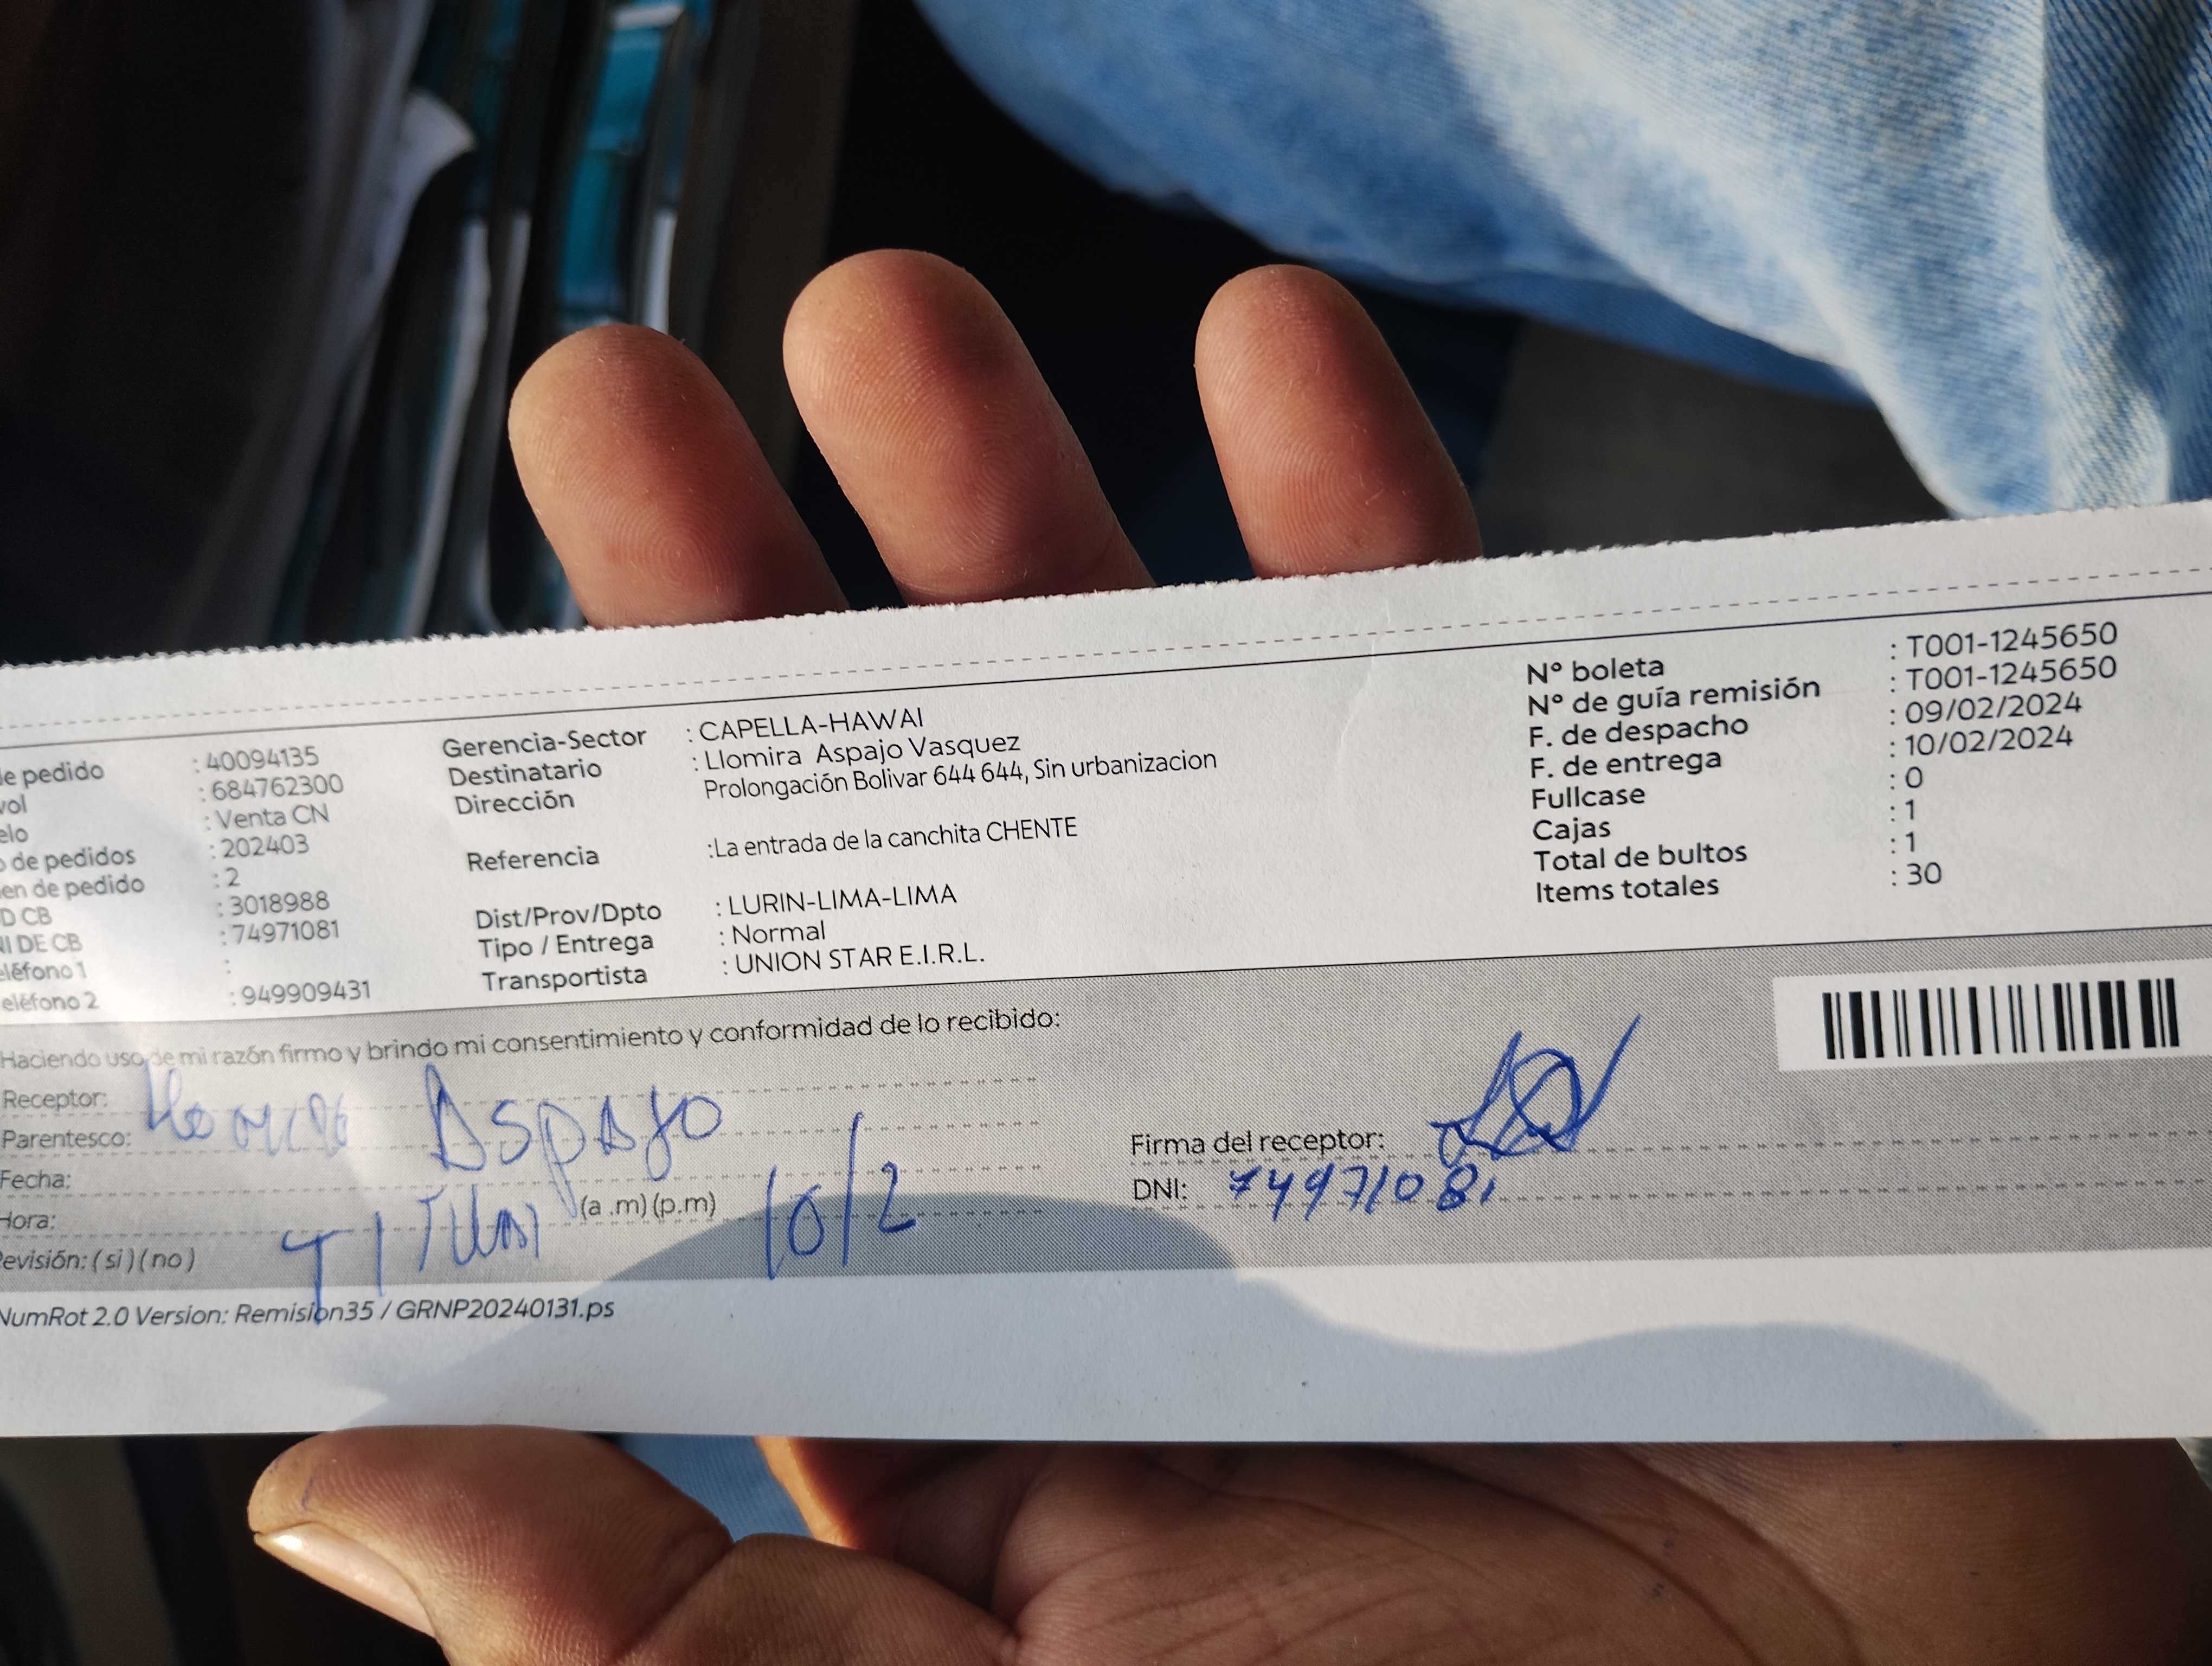 de pedido : 40094135
vol : 684762300
elo : Venta CN
o de pedidos : 202403
en de pedido : 2
D CB : 3018988
NI DE CB : 74971081
eléfono 1 :
eléfono 2 : 949909431
Gerencia-Sector : CAPELLA-HAWAI
Destinatario : Llomira Aspajo Vasquez
Dirección Prolongación Bolivar 644 644, Sin urbanizacion
Referencia :La entrada de la canchita CHENTE
Dist/Prov/Dpto : LURIN-LIMA-LIMA
Tipo / Entrega : Normal
Transportista : UNION STAR E.I.R.L.
N° boleta : T001-1245650
N° de guía remisión : T001-1245650
F. de despacho : 09/02/2024
F. de entrega : 10/02/2024
Fullcase : 0
Cajas : 1
Total de bultos : 1
Items totales : 30
Haciendo uso de mi razón firmo y brindo mi consentimiento y conformidad de lo recibido:
Receptor:
Parentesco: Aspajo
Fecha:
Hora: (a .m) (p.m) 10/2
Revisión: ( si ) ( no )
Firma del receptor:
DNI: 74971081
NumRot 2.0 Version: Remision35 / GRNP20240131.ps